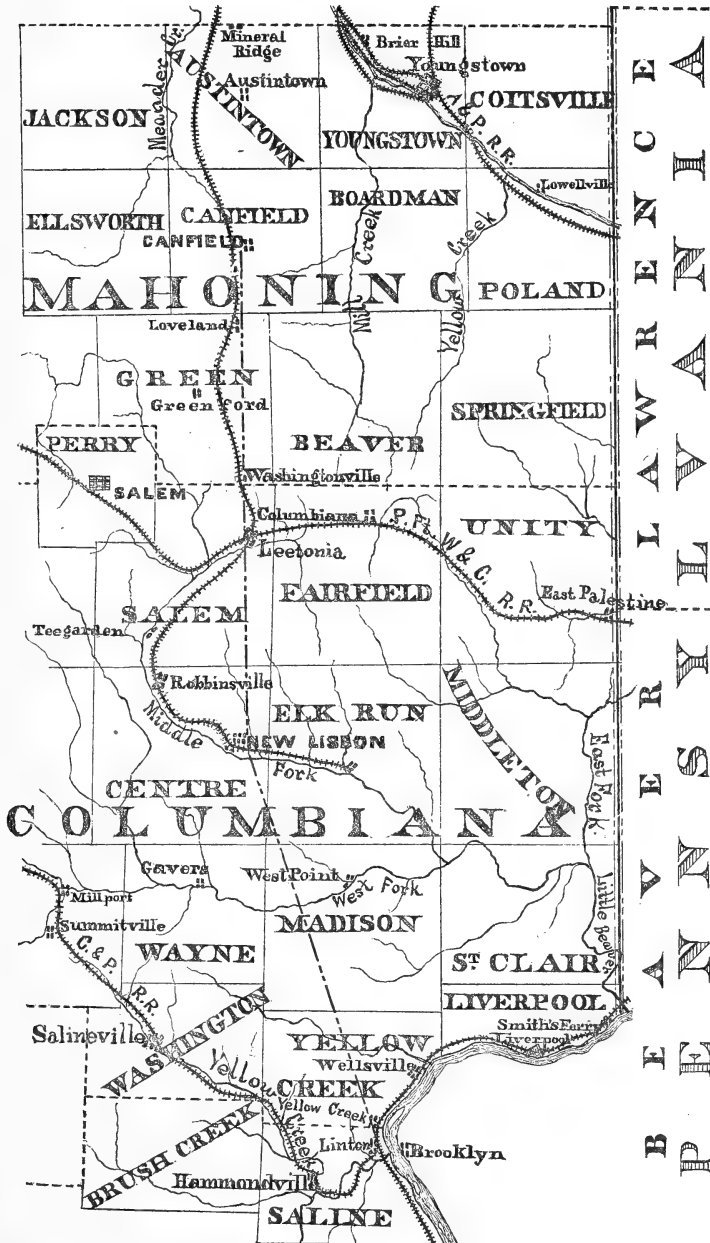 Mineral
Ridge
Briar Hill
Youngstown
Meander Cr.
AUSTINTOWN
Austintown
JACKSON
COITSVILLE
A & P. R.R.
YOUNGSTOWN
Lowellville
BOARDMAN
ELLSWORTH
CANFIELD
CANFIELD
Mill Creek
Yellow Creek
MAHONING
POLAND
Loveland
GREEN
Greenford
SPRINGFIELD
PERRY
BEAVER
SALEM
Washingtonville
Columbiana
P. Ft. W & C. R.R.
UNITY
Leetonia
FAIRFIELD
East Palestine
SALEM
Teegarden
Robbinsville
MIDDLETON
Middle Fork
ELK RUN
NEW LISBON
East Fork
CENTRE
COLUMBIANA
Gavers
West Point
West Fork
Millport
Summitville
MADISON
Little Beaver
C. & P. R.R.
WAYNE
ST. CLAIR
LIVERPOOL
Smith's Ferry
Liverpool
Salineville
WASHINGTON
YELLOW
CREEK
Wellsville
Yellow Creek
Yellow Creek
Linton
Brooklyn
BRUSH CREEK
Hammondville
SALINE
LAWRENCE
BEAVER
PENNSYLVANIA